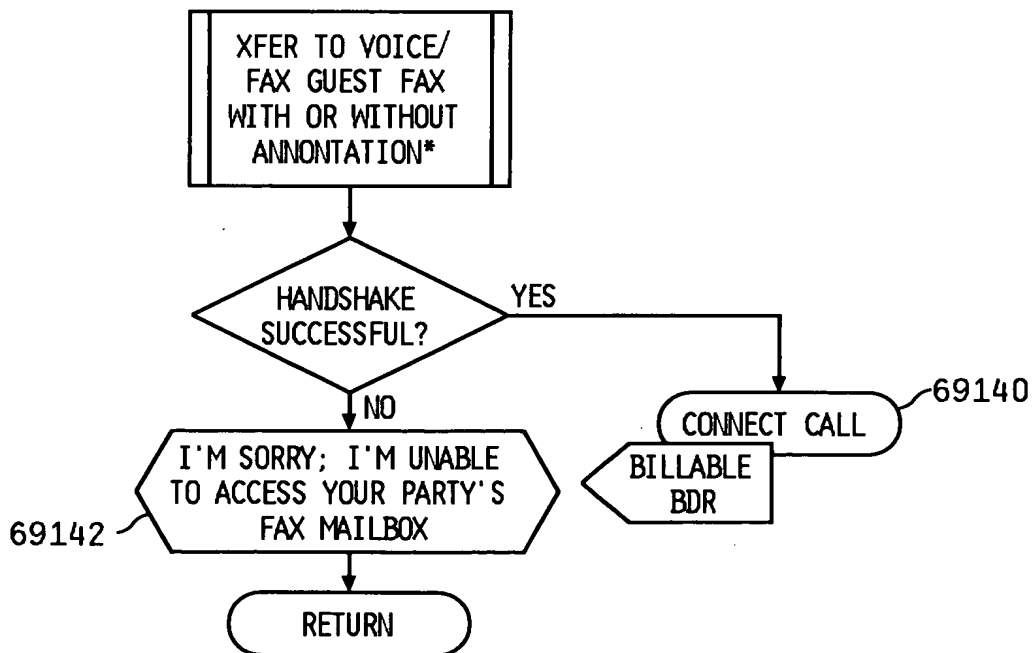 XFER TO VOICE/
FAX GUEST FAX
WITH OR WITHOUT
ANNONTATION*
HANDSHAKE
SUCCESSFUL?
YES
NO
69140
CONNECT CALL
BILLABLE
BDR
I'M SORRY; I'M UNABLE
TO ACCESS YOUR PARTY'S
FAX MAILBOX
69142
RETURN